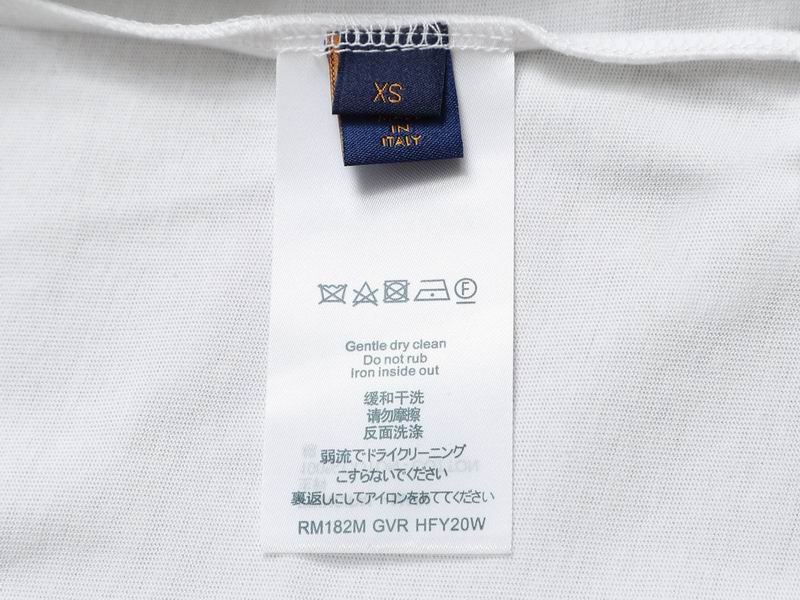 XS
IN
ITALY
F
Gentle dry clean
Do not rub
Iron inside out
缓和干洗
请勿摩擦
反面洗涤
弱流でドライクリーニング
こすらないでください
裏返しにしてアイロンをあててください
RM182M GVR HFY20W